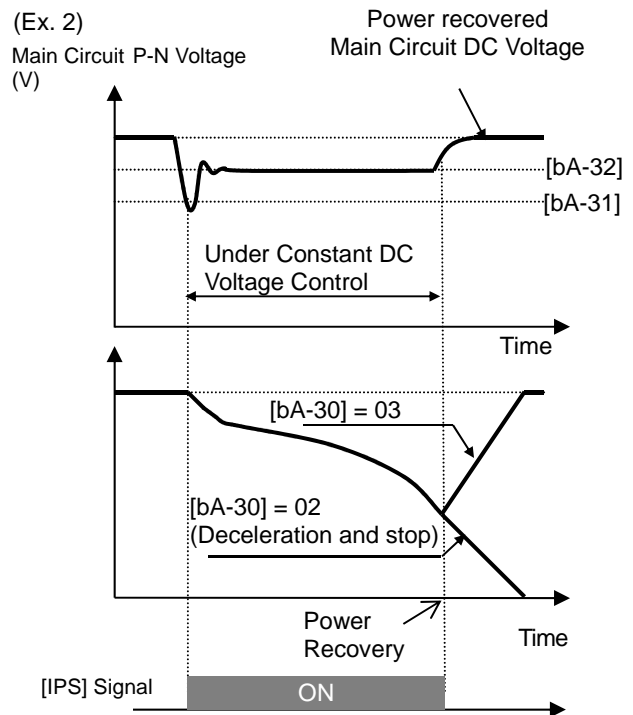 (Ex. 2)
Main Circuit P-N Voltage
(V)
Power recovered
Main Circuit DC Voltage
[bA-32]
[bA-31]
Under Constant DC
Voltage Control
Time
[bA-30] = 03
[bA-30] = 02
(Deceleration and stop)
Power
Recovery
Time
[IPS] Signal
ON